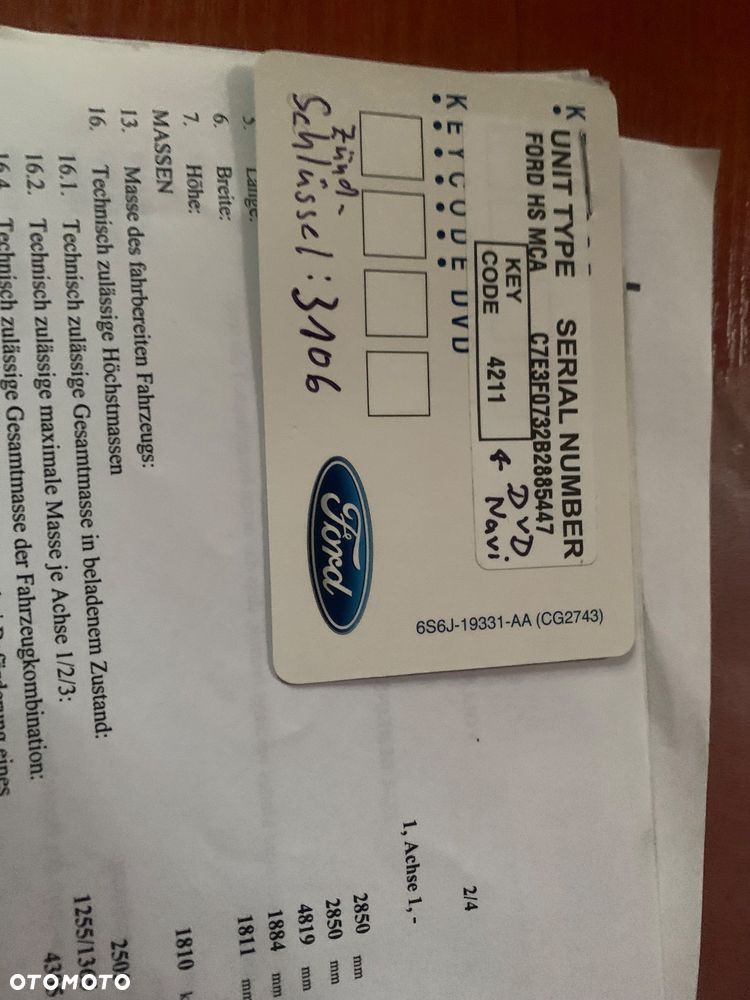 UNIT TYPE SERIAL NUMBER
FORD HS MCA C7E3F0732B2885447
KEY
CODE 4211
DVD
Navi
KEYCODE DVD
Zünd-
Schlüssel: 3106
Ford
6S6J-19331-AA (CG2743)
2/4
1, Achse 1, -
2850 mm
2850 mm
5. Länge: 4819 mm
6. Breite: 1884 mm
7. Höhe: 1811 mm
MASSEN
13. Masse des fahrbereiten Fahrzeugs: 1810
16. Technisch zulässige Höchstmassen
16.1. Technisch zulässige Gesamtmasse in beladenem Zustand:
16.2. Technisch zulässige maximale Masse je Achse 1/2/3:
16.4. Technisch zulässige Gesamtmasse der Fahrzeugkombination:
OTOMOTO